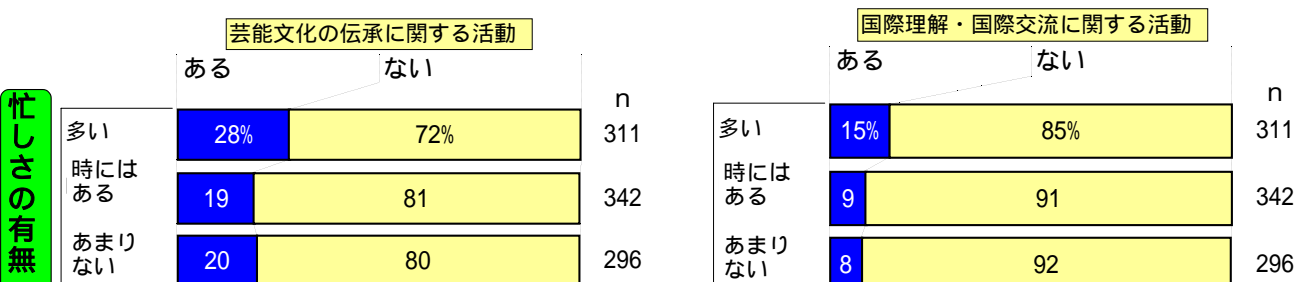 芸能文化の伝承に関する活動
ある ない
忙しさの有無
n
多い 28% 72% 311
時には
ある 19 81 342
あまり
ない 20 80 296
国際理解・国際交流に関する活動
ある ない
n
多い 15% 85% 311
時には
ある 9 91 342
あまり
ない 8 92 296